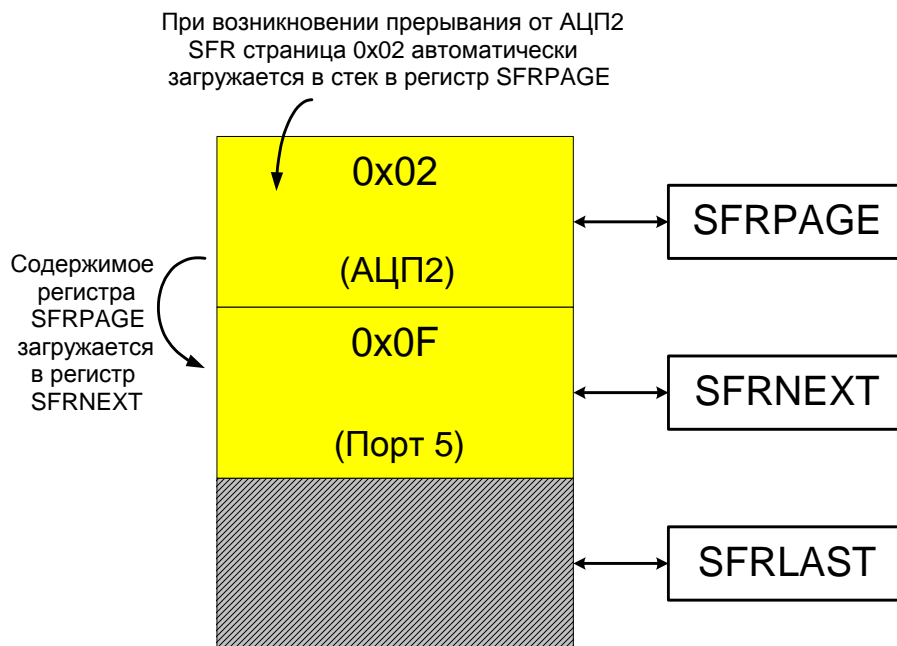 При возникновении прерывания от АЦП2
SFR страница 0x02 автоматически
загружается в стек в регистр SFRPAGE
0x02
(АЦП2)
SFRPAGE
Содержимое
регистра
SFRPAGE
загружается
в регистр
SFRNEXT
0x0F
(Порт 5)
SFRNEXT
SFRLAST